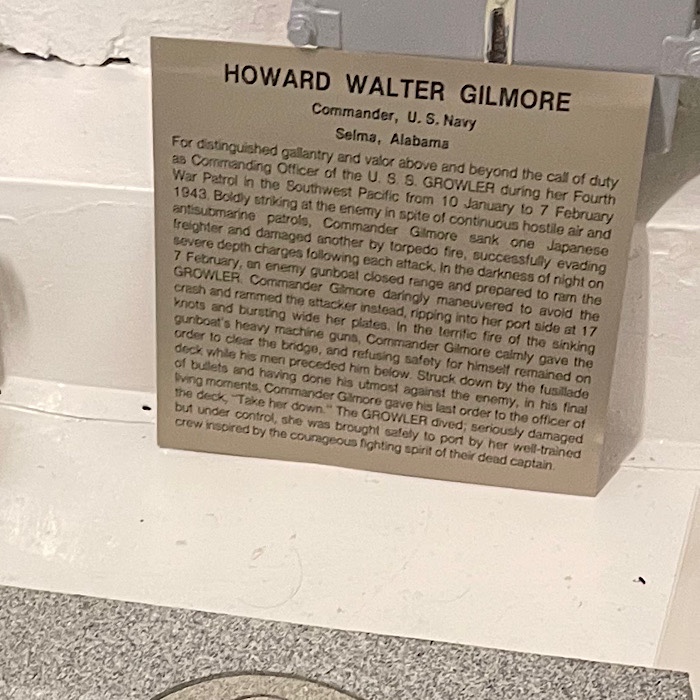 HOWARD WALTER GILMORE
Commander, U. S. Navy
Selma, Alabama
For distinguished gallantry and valor above and beyond the call of duty
as Commanding Officer of the U. S. S. GROWLER during her Fourth
War Patrol in the Southwest Pacific from 10 January to 7 February
1943. Boldly striking at the enemy in spite of continuous hostile air and
antisubmarine patrols, Commander Gilmore sank one Japanese
freighter and damaged another by torpedo fire, successfully evading
severe depth charges following each attack. In the darkness of night on
7 February, an enemy gunboat closed range and prepared to ram the
GROWLER. Commander Gilmore daringly maneuvered to avoid the
crash and rammed the attacker instead, ripping into her port side at 17
knots and bursting wide her plates. In the terrific fire of the sinking
gunboat's heavy machine guns, Commander Gilmore calmly gave the
order to clear the bridge, and refusing safety for himself remained on
deck while his men preceded him below. Struck down by the fusillade
of bullets and having done his utmost against the enemy, in his final
living moments, Commander Gilmore gave his last order to the officer of
the deck, "Take her down." The GROWLER dived; seriously damaged
but under control, she was brought safely to port by her well-trained
crew inspired by the courageous fighting spirit of their dead captain.